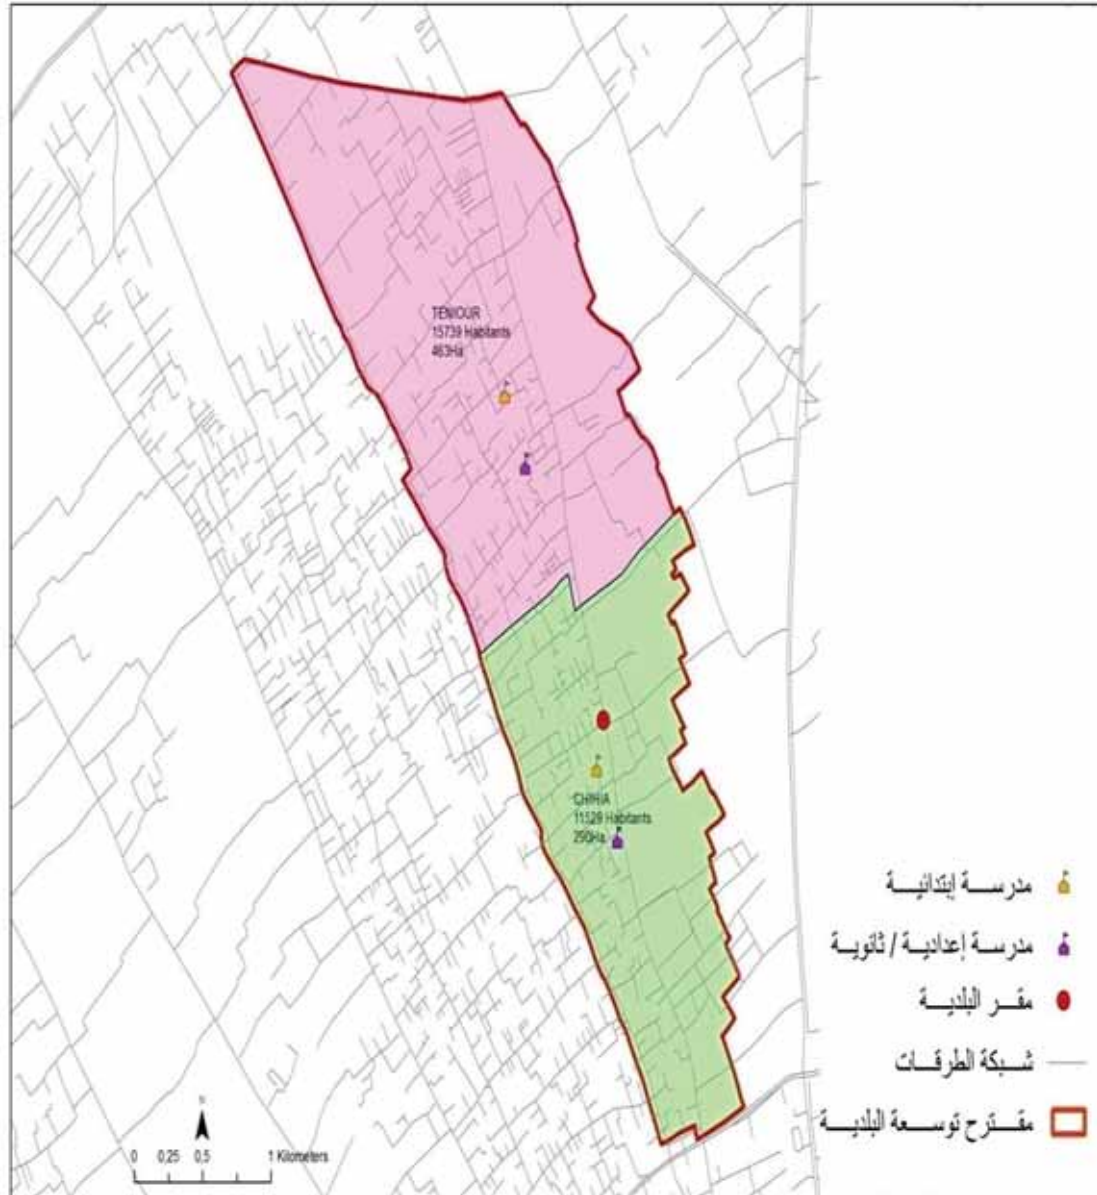 TENIOUR
15739 Habitants
463Ha
CHIHIA
11529 Habitants
290Ha
مدرسة إبتدائية
مدرسة إعدادية / ثانوية
مقر البلدية
شبكة الطرقات
مقترح توسعة البلدية
N
0 0,25 0,5 1 Kilometers